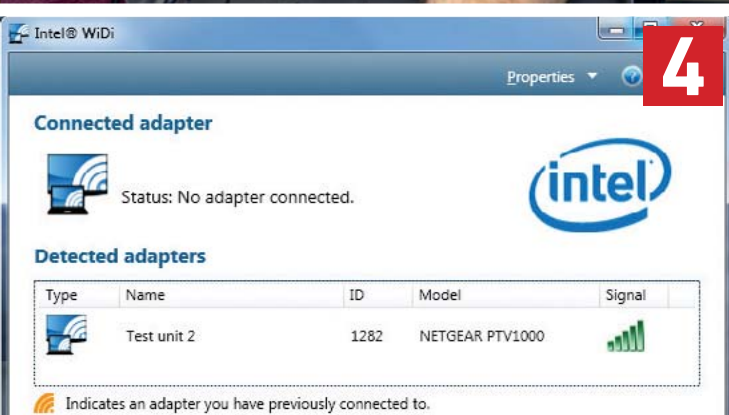 Intel® WiDi
Properties
4
Connected adapter
Status: No adapter connected.
intel
Detected adapters
Type Name ID Model Signal
Test unit 2 1282 NETGEAR PTV1000
Indicates an adapter you have previously connected to.